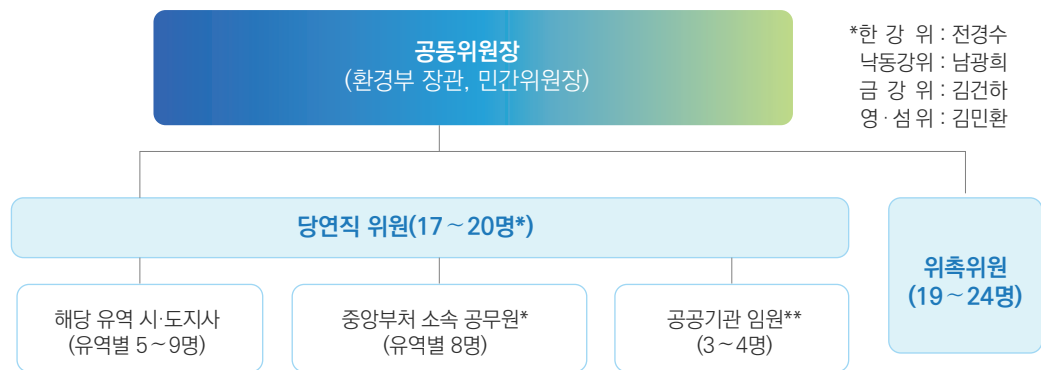 공동위원장
(환경부 장관, 민간위원장)
*한 강 위 : 전경수
낙동강위 : 남광희
금 강 위 : 김건하
영·섬위 : 김민환
당연직 위원(17~20명*)
위촉위원
(19~24명)
해당 유역 시·도지사
(유역별 5~9명)
중앙부처 소속 공무원*
(유역별 8명)
공공기관 임원**
(3~4명)